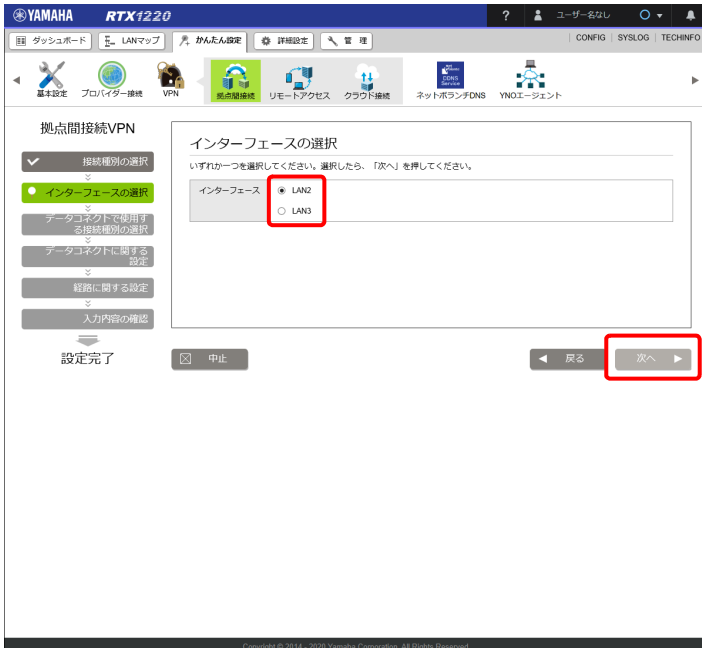 YAMAHA RTX1220 ? ユーザー名なし
ダッシュボード LANマップ かんたん設定 詳細設定 管 理 CONFIG SYSLOG TECHINFO
基本設定 プロバイダー接続 VPN 拠点間接続 リモートアクセス クラウド接続 ネットボランチDNS YNOエージェント
拠点間接続VPN
接続種別の選択
インターフェースの選択
データコネクトで使用す
る接続種別の選択
データコネクトに関する
設定
経路に関する設定
入力内容の確認
設定完了
インターフェースの選択
いずれか一つを選択してください。選択したら、「次へ」を押してください。
インターフェース LAN2
LAN3
中止 戻る 次へ
Copyright © 2014 - 2020 Yamaha Corporation. All Rights Reserved.